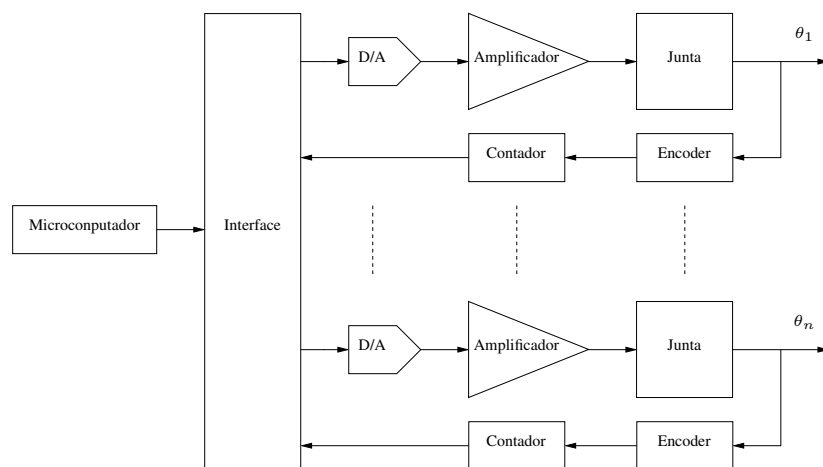 D/A
Amplificador
Junta
θ1
Contador
Encoder
Microconputador
Interface
D/A
Amplificador
Junta
θn
Contador
Encoder